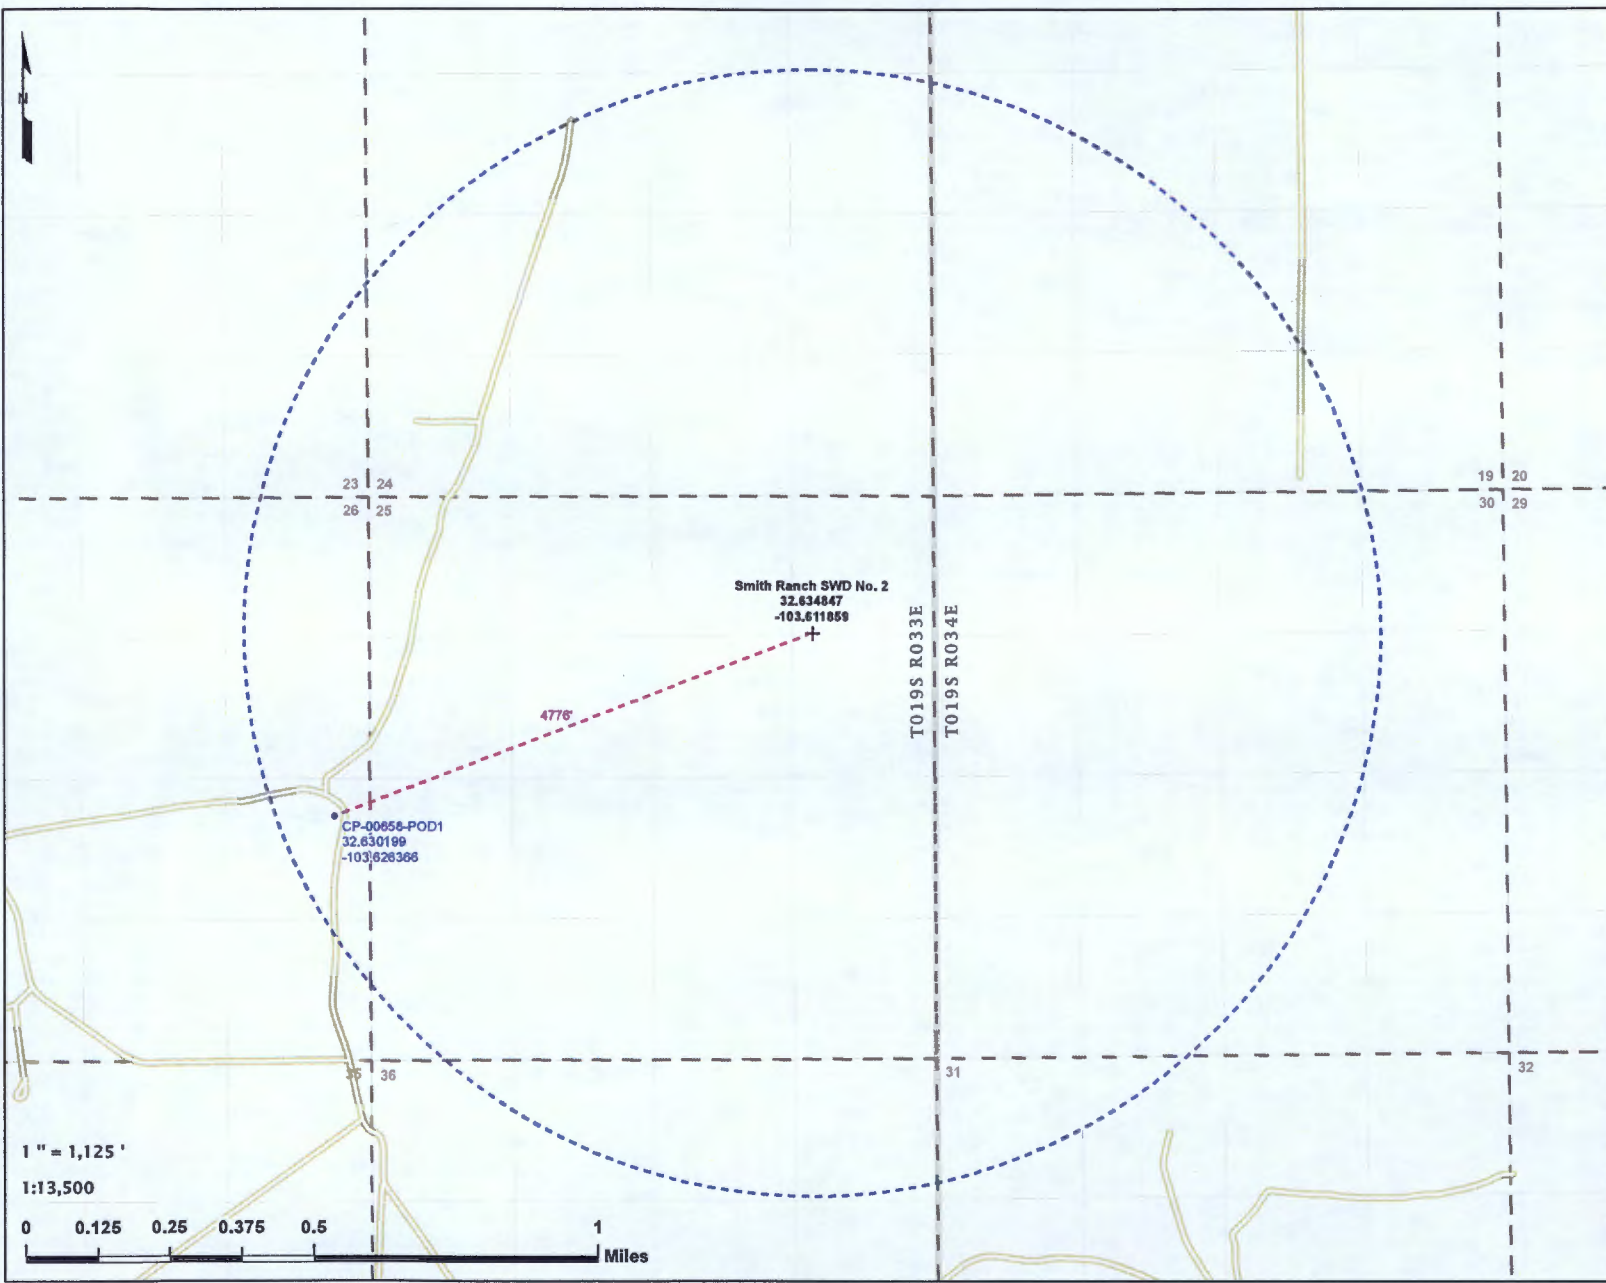 N
23 24
26 25
19 20
30 29
Smith Ranch SWD No. 2
32.634847
-103.611859
T019S R033E
T019S R034E
4776'
CP-00658-POD1
32.630199
-103.626366
35 36
31
32
1 " = 1,125 '
1:13,500
0 0.125 0.25 0.375 0.5 1
Miles